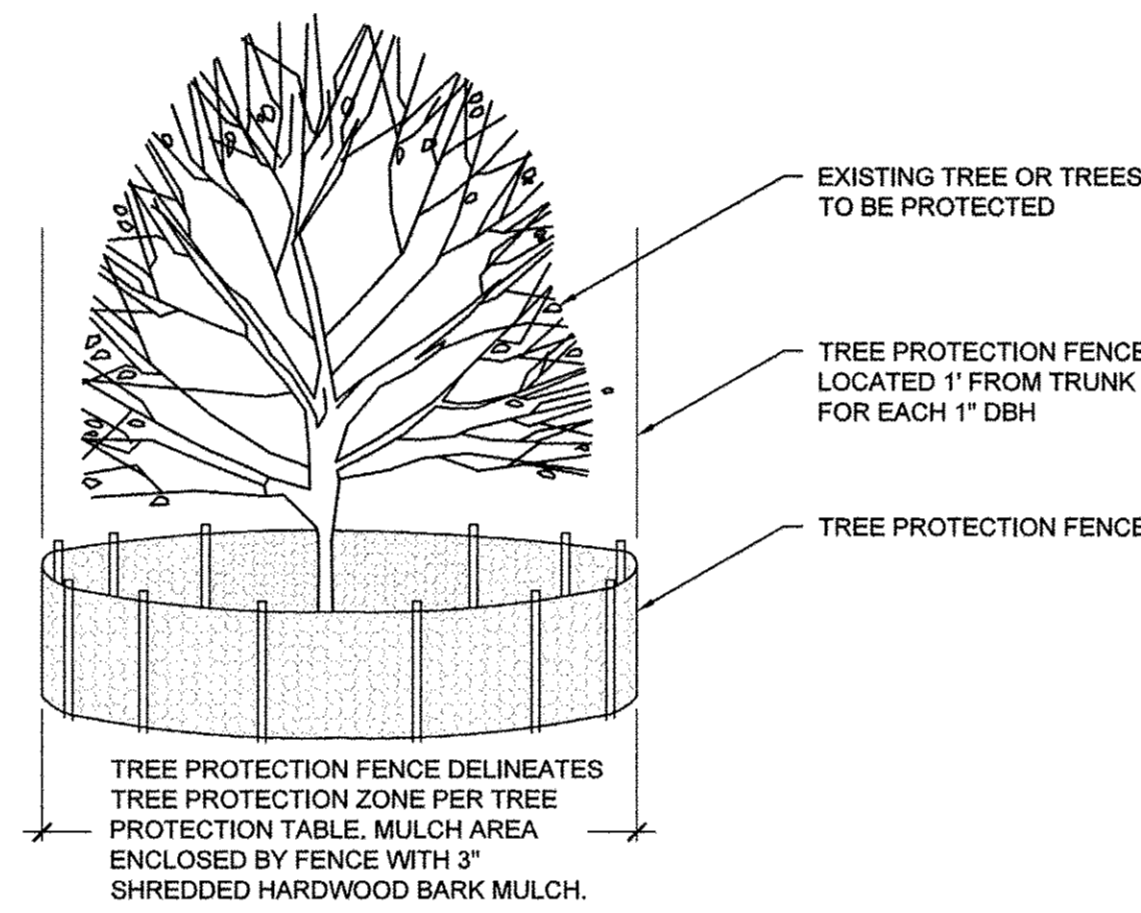 EXISTING TREE OR TREES
TO BE PROTECTED
TREE PROTECTION FENCE
LOCATED 1' FROM TRUNK
FOR EACH 1" DBH
TREE PROTECTION FENCE
TREE PROTECTION FENCE DELINEATES
TREE PROTECTION ZONE PER TREE
PROTECTION TABLE. MULCH AREA
ENCLOSED BY FENCE WITH 3"
SHREDDED HARDWOOD BARK MULCH.